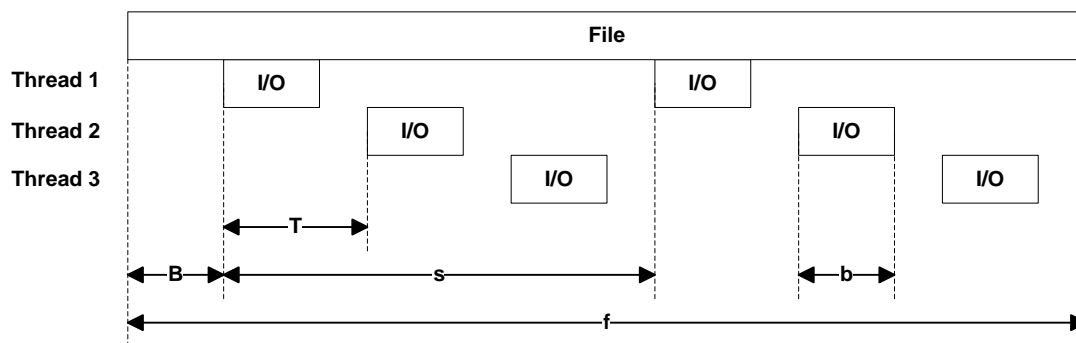 File
Thread 1 I/O I/O
Thread 2 I/O I/O
Thread 3 I/O I/O
T
B s b
f